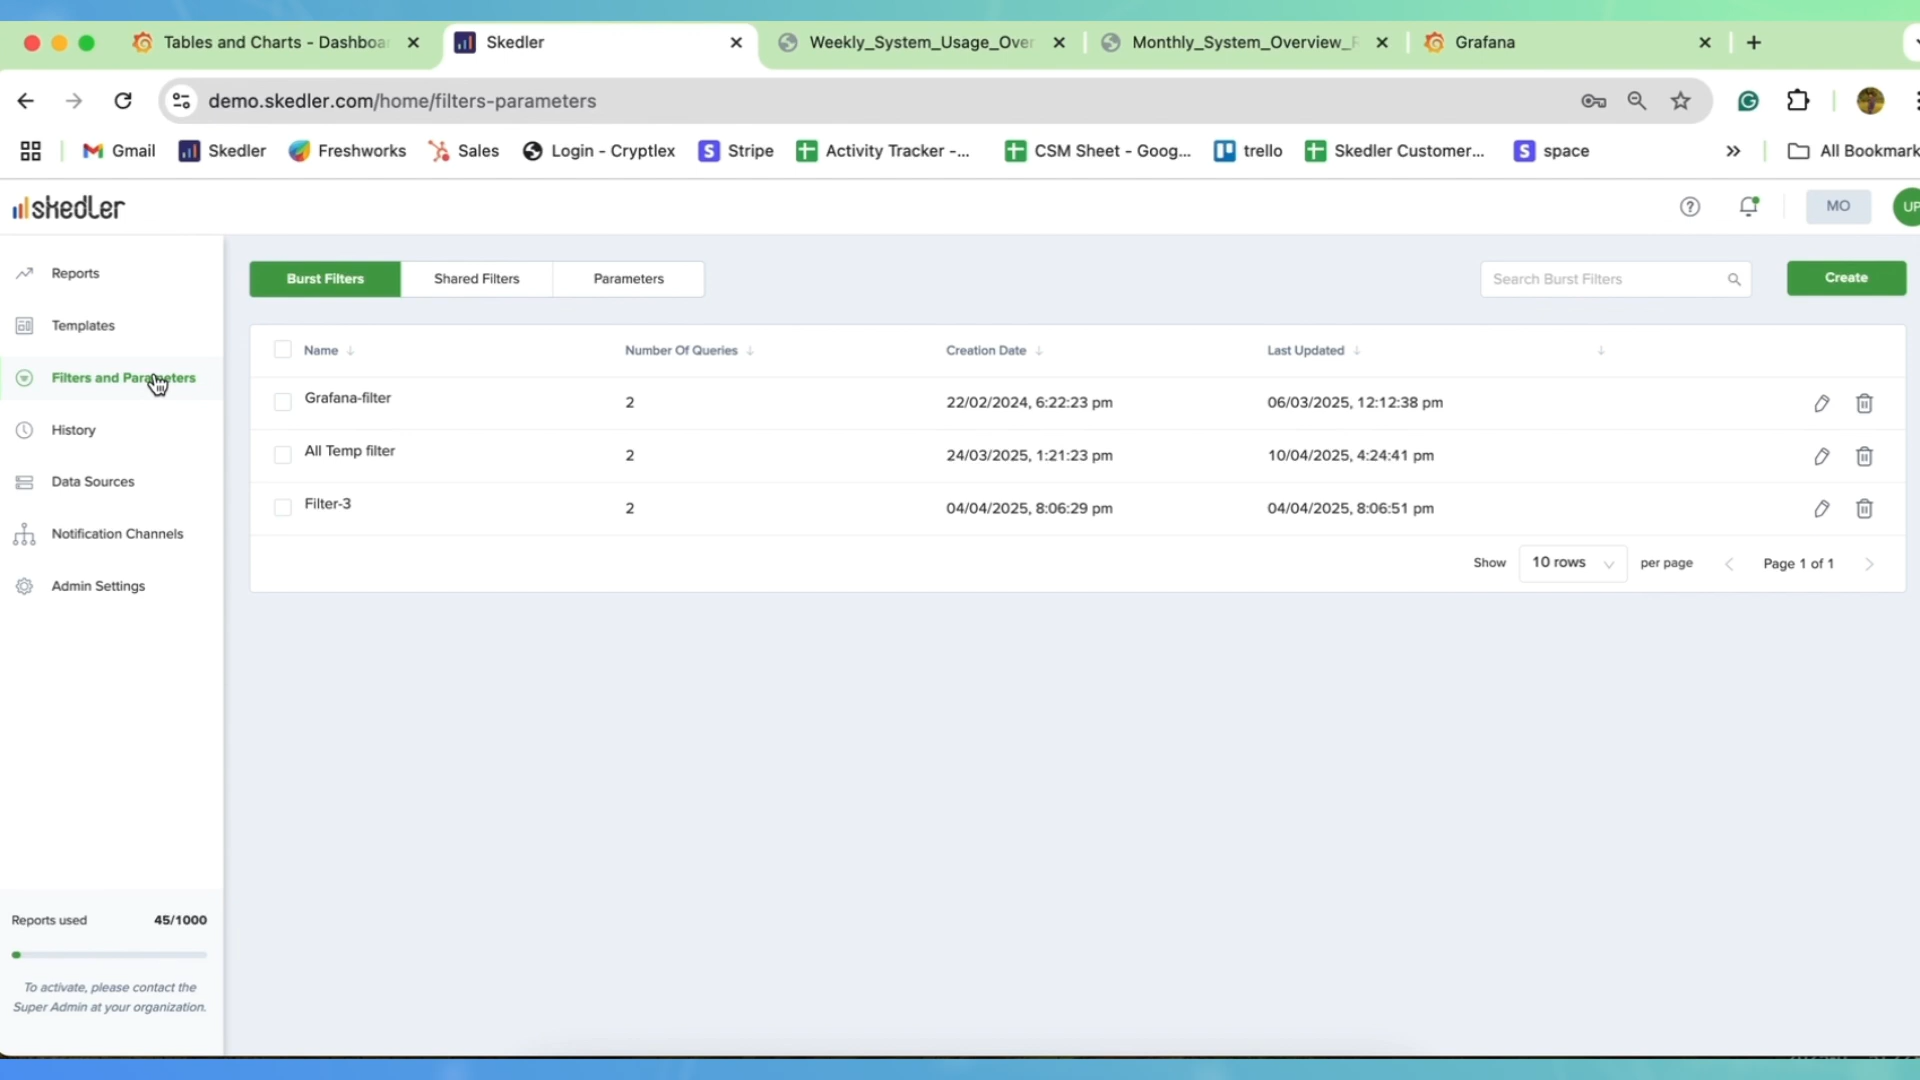 Tables and Charts - Dashboa
Skedler
Weekly_System_Usage_Over
Monthly_System_Overview_R
Grafana
demo.skedler.com/home/filters-parameters
Gmail
Skedler
Freshworks
Sales
Login - Cryptlex
Stripe
Activity Tracker -...
CSM Sheet - Goog...
trello
Skedler Customer...
space
All Bookmark
skedler
MO
UP
Reports
Templates
Filters and Parameters
History
Data Sources
Notification Channels
Admin Settings
Burst Filters
Shared Filters
Parameters
Search Burst Filters
Create
Name
Number Of Queries
Creation Date
Last Updated
Grafana-filter
2
22/02/2024, 6:22:23 pm
06/03/2025, 12:12:38 pm
All Temp filter
2
24/03/2025, 1:21:23 pm
10/04/2025, 4:24:41 pm
Filter-3
2
04/04/2025, 8:06:29 pm
04/04/2025, 8:06:51 pm
Show
10 rows
per page
Page 1 of 1
Reports used
45/1000
To activate, please contact the
Super Admin at your organization.